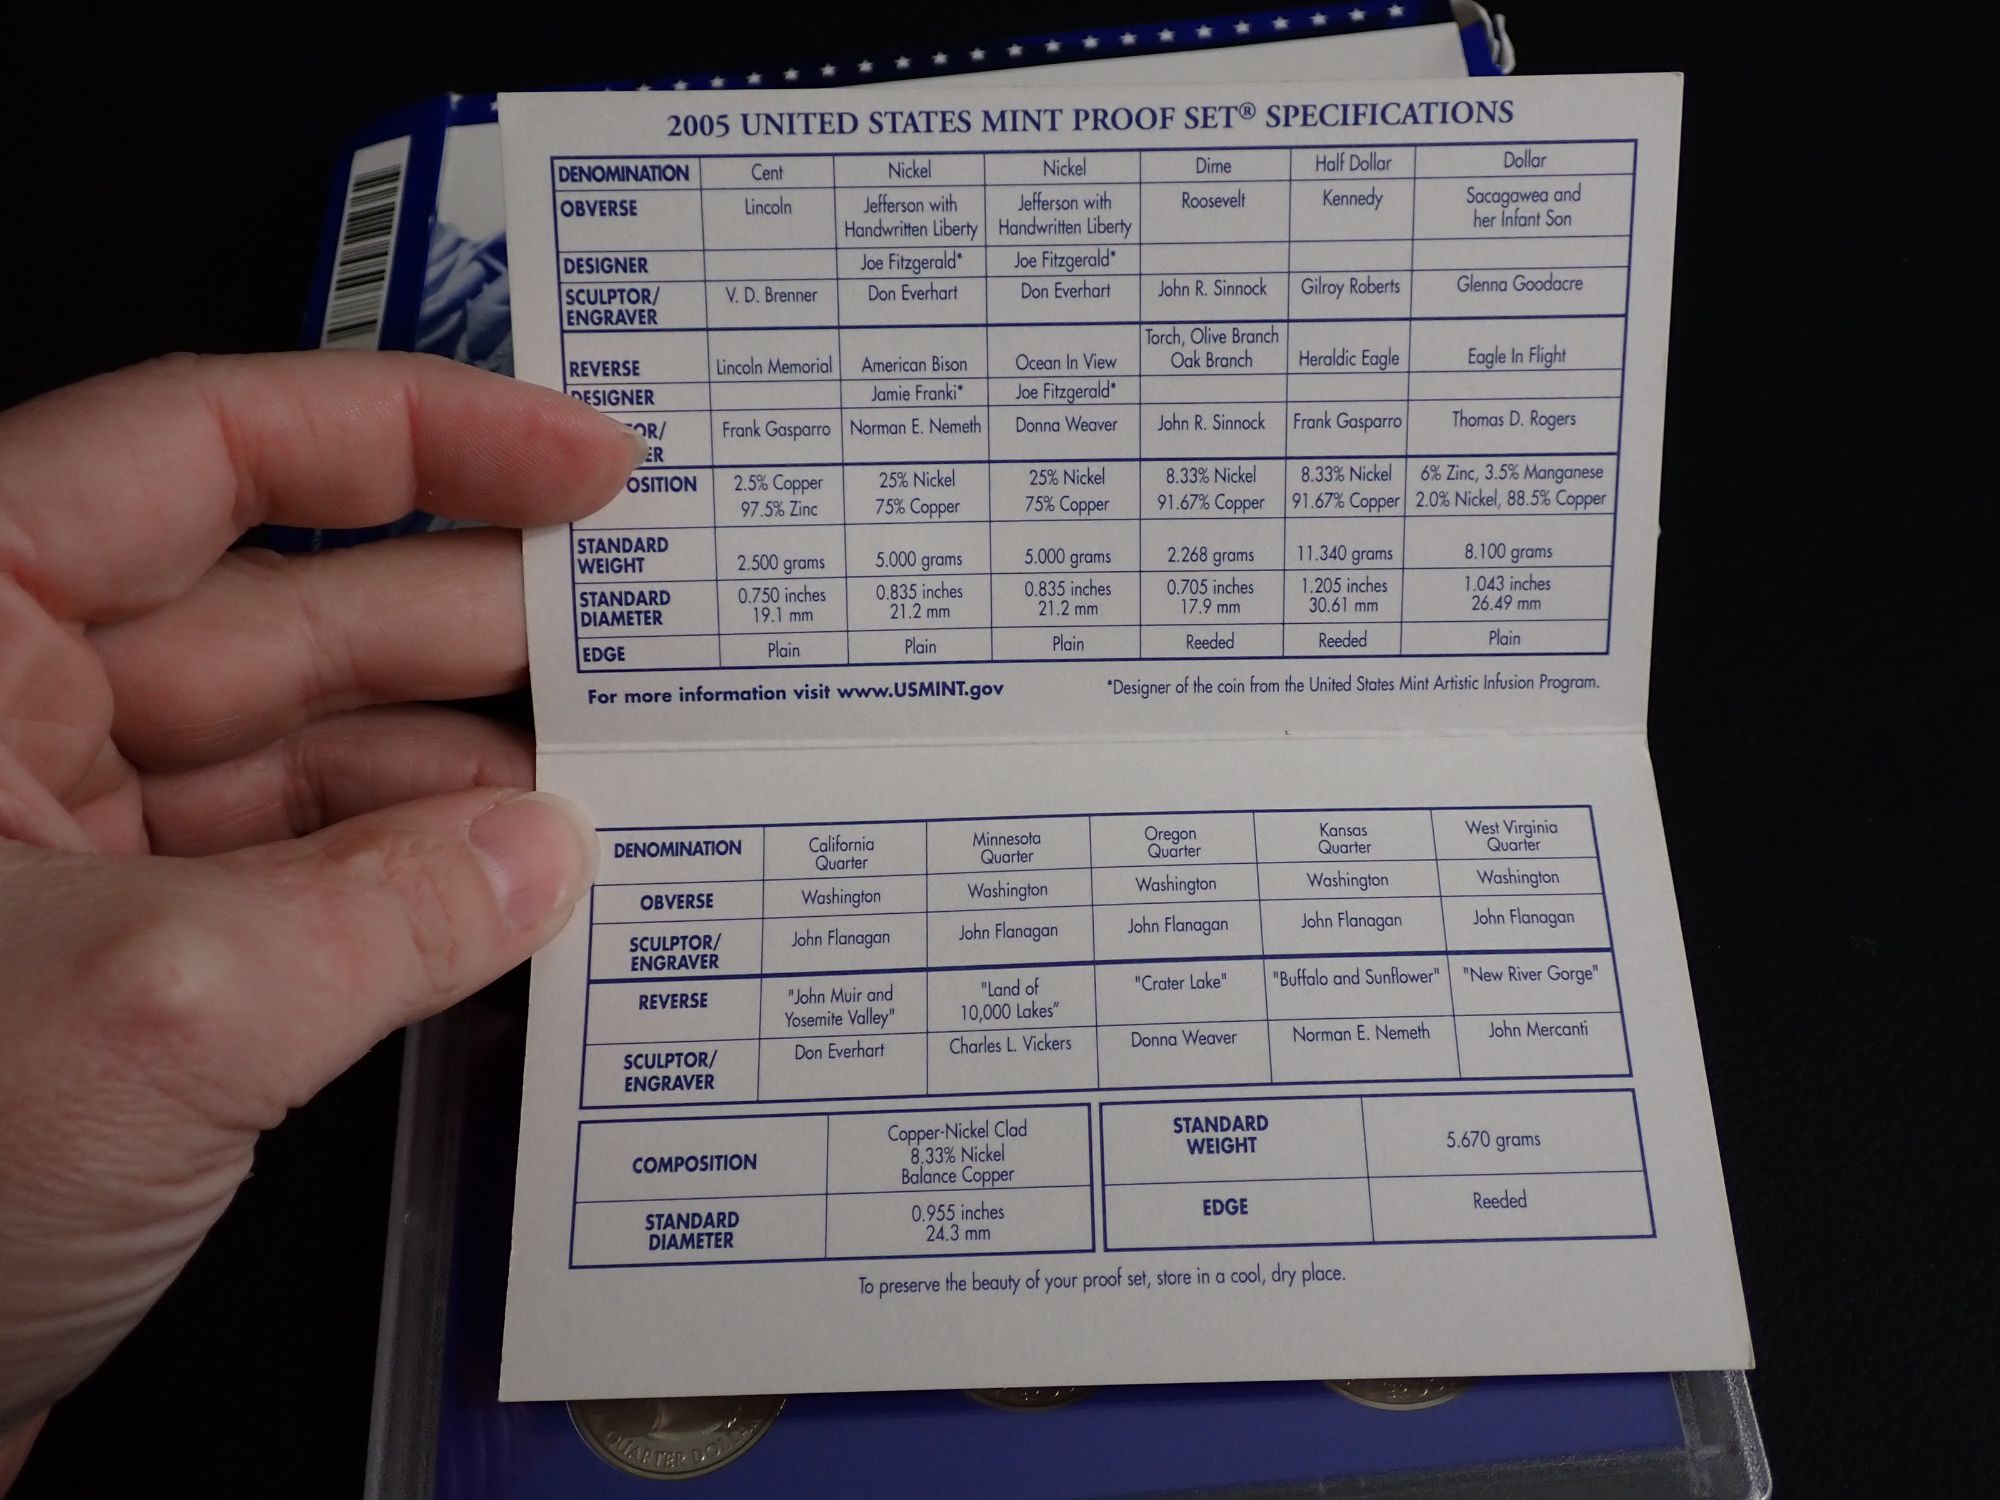 2005 UNITED STATES MINT PROOF SET® SPECIFICATIONS
DENOMINATION Cent Nickel Nickel Dime Half Dollar Dollar
OBVERSE Lincoln Jefferson with Jefferson with Roosevelt Kennedy Sacagawea and
Handwritten Liberty Handwritten Liberty her Infant Son
DESIGNER Joe Fitzgerald* Joe Fitzgerald*
SCULPTOR/ V. D. Brenner Don Everhart Don Everhart John R. Sinnock Gilroy Roberts Glenna Goodacre
ENGRAVER
Torch, Olive Branch
REVERSE Lincoln Memorial American Bison Ocean In View Oak Branch Heraldic Eagle Eagle In Flight
DESIGNER Jamie Franki* Joe Fitzgerald*
OR/ Frank Gasparro Norman E. Nemeth Donna Weaver John R. Sinnock Frank Gasparro Thomas D. Rogers
ER
OSITION 2.5% Copper 25% Nickel 25% Nickel 8.33% Nickel 8.33% Nickel 6% Zinc, 3.5% Manganese
97.5% Zinc 75% Copper 75% Copper 91.67% Copper 91.67% Copper 2.0% Nickel, 88.5% Copper
STANDARD
WEIGHT 2.500 grams 5.000 grams 5.000 grams 2.268 grams 11.340 grams 8.100 grams
STANDARD 0.750 inches 0.835 inches 0.835 inches 0.705 inches 1.205 inches 1.043 inches
DIAMETER 19.1 mm 21.2 mm 21.2 mm 17.9 mm 30.61 mm 26.49 mm
EDGE Plain Plain Plain Reeded Reeded Plain
For more information visit www.USMINT.gov *Designer of the coin from the United States Mint Artistic Infusion Program.
DENOMINATION California Minnesota Oregon Kansas West Virginia
Quarter Quarter Quarter Quarter Quarter
OBVERSE Washington Washington Washington Washington Washington
SCULPTOR/ John Flanagan John Flanagan John Flanagan John Flanagan John Flanagan
ENGRAVER
REVERSE "John Muir and "Land of "Crater Lake" "Buffalo and Sunflower" "New River Gorge"
Yosemite Valley" 10,000 Lakes"
SCULPTOR/ Don Everhart Charles L. Vickers Donna Weaver Norman E. Nemeth John Mercanti
ENGRAVER
Copper-Nickel Clad
COMPOSITION 8.33% Nickel
Balance Copper
STANDARD 0.955 inches
DIAMETER 24.3 mm
STANDARD
WEIGHT 5.670 grams
EDGE Reeded
To preserve the beauty of your proof set, store in a cool, dry place.
QUARTER DOLLAR